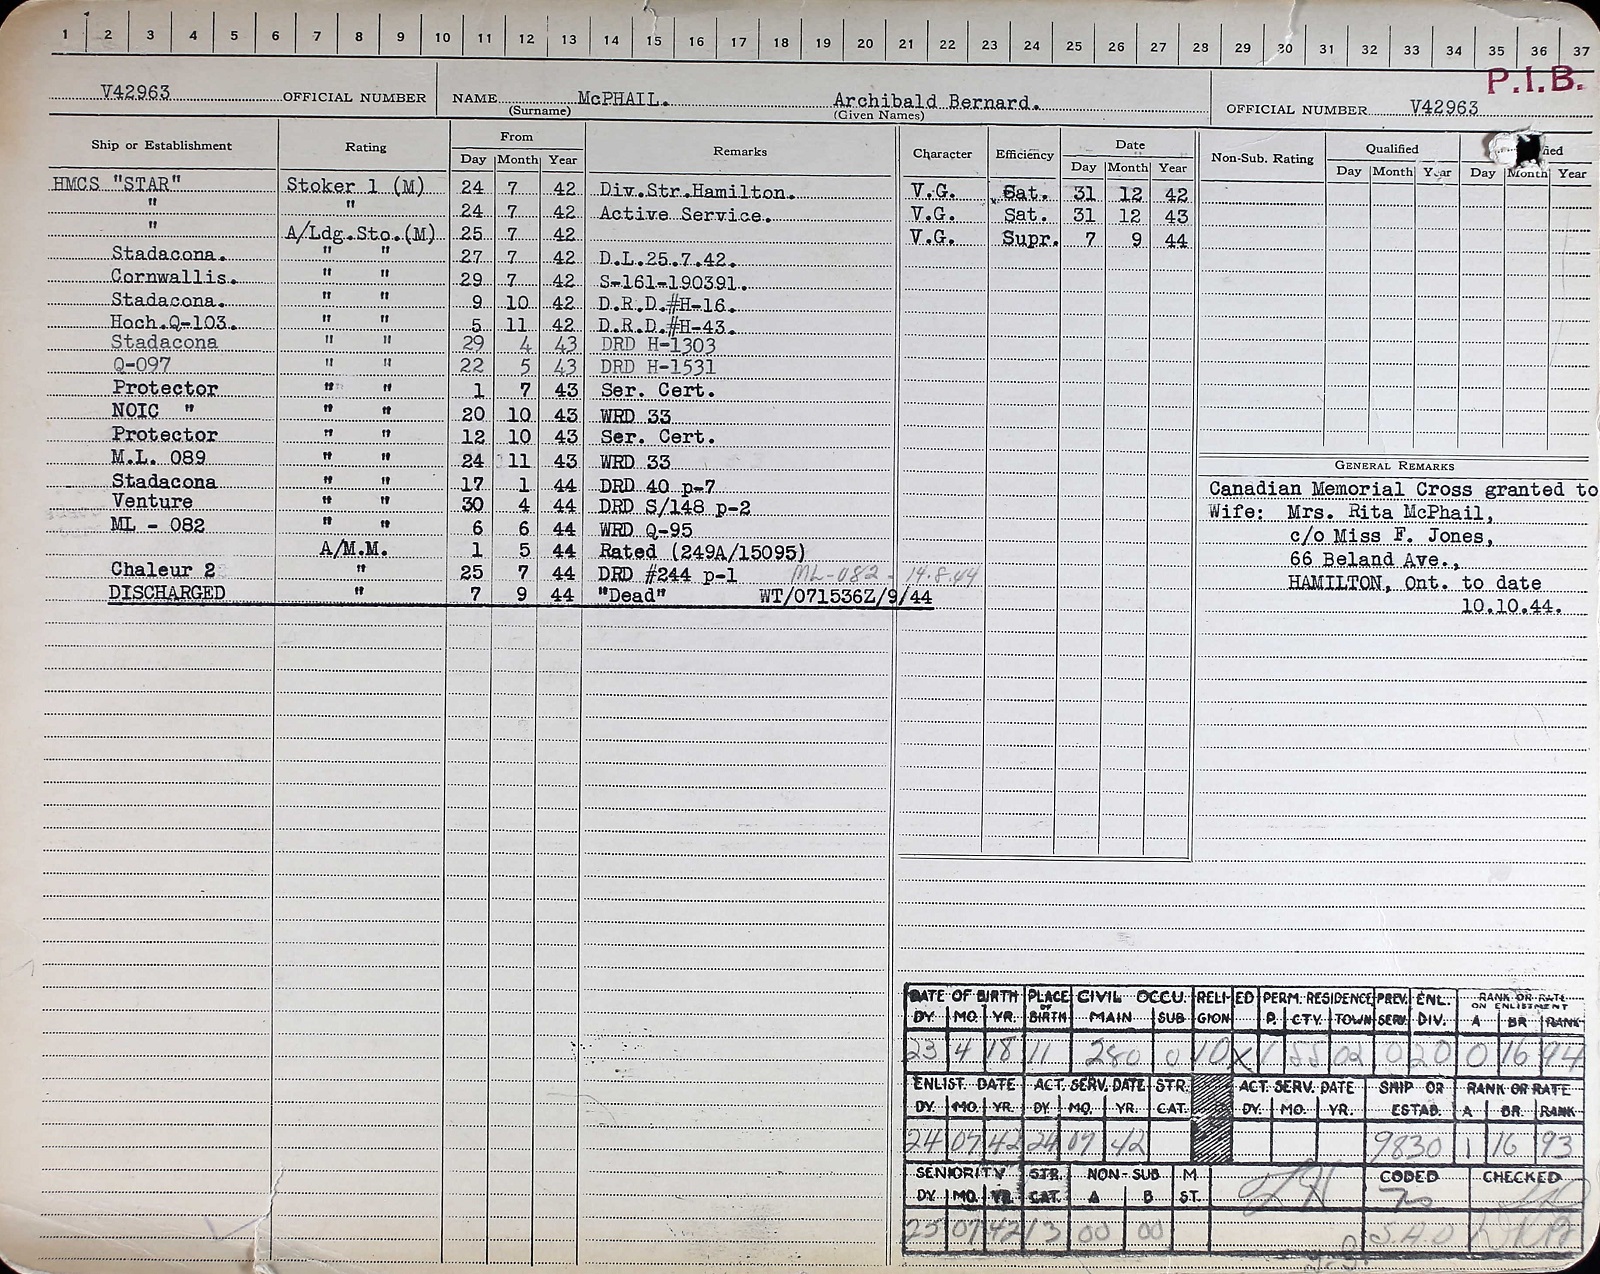 1 2 3 4 5 6 7 8 9 10 11 12 13 14 15 16 17 18 19 20 21 22 23 24 25 26 27 28 29 30 31 32 33 34 35 36 37
P.I.B.
V42963 OFFICIAL NUMBER NAME McPHAIL. Archibald Bernard. OFFICIAL NUMBER V42963
(Surname) (Given Names)
Ship or Establishment Rating From Remarks Character Efficiency Date Non-Sub. Rating Qualified
Day Month Year Day Month Year Day Month Year Day Month Year
HMCS "STAR" Stoker 1 (M) 24 7 42 Div.Str.Hamilton. V.G. Sat. 31 12 42
" " 24 7 42 Active Service. V.G. Sat. 31 12 43
" A/Ldg.Sto.(M) 25 7 42 V.G. Supr. 7 9 44
Stadacona. " " 27 7 42 D.L.25.7.42.
Cornwallis. " " 29 7 42 S-161-190391.
Stadacona. " " 9 10 42 D.R.D.#H-16.
Hoch.Q-103. " " 5 11 42 D.R.D.#H-43.
Stadacona " " 29 4 43 DRD H-1303
Q-097 " " 22 5 43 DRD H-1531
Protector " " 1 7 43 Ser. Cert.
NOIC " " " 20 10 43 WRD 33
Protector " " 12 10 43 Ser. Cert.
M.L. 089 " " 24 11 43 WRD 33
Stadacona " " 17 1 44 DRD 40 p-7
Venture " " 30 4 44 DRD S/148 p-2
ML - 082 " " 6 6 44 WRD Q-95
A/M.M. 1 5 44 Rated (249A/15095)
Chaleur 2 " 25 7 44 DRD #244 p-1 ML-082 - 14.8.44
DISCHARGED " 7 9 44 "Dead" WT/071536Z/9/44
GENERAL REMARKS
Canadian Memorial Cross granted to
Wife: Mrs. Rita McPhail,
c/o Miss F. Jones,
66 Beland Ave.,
HAMILTON, Ont. to date
10.10.44.
DATE OF BIRTH PLACE OF BIRTH CIVIL OCCU. RELIGION ED PERM. RESIDENCE PREV. SERV. ENL. DIV. RANK OR RATE ON ENLISTMENT
DY. MO. YR. MAIN SUB P. CTY. TOWN A BR RANK
23 4 18 11 280 0 10 X 1 55 02 0 20 0 16 94
ENLIST. DATE ACT. SERV. DATE STR. CAT. ACT. SERV. DATE SHIP OR ESTAB. RANK OR RATE
DY. MO. YR. DY. MO. YR. DY. MO. YR. A BR. RANK
24 07 42 24 07 42 9830 1 16 93
SENIORITY STR. CAT. NON-SUB M ST. CODED CHECKED
DY. MO. YR. A B
25 07 42 13 00 00